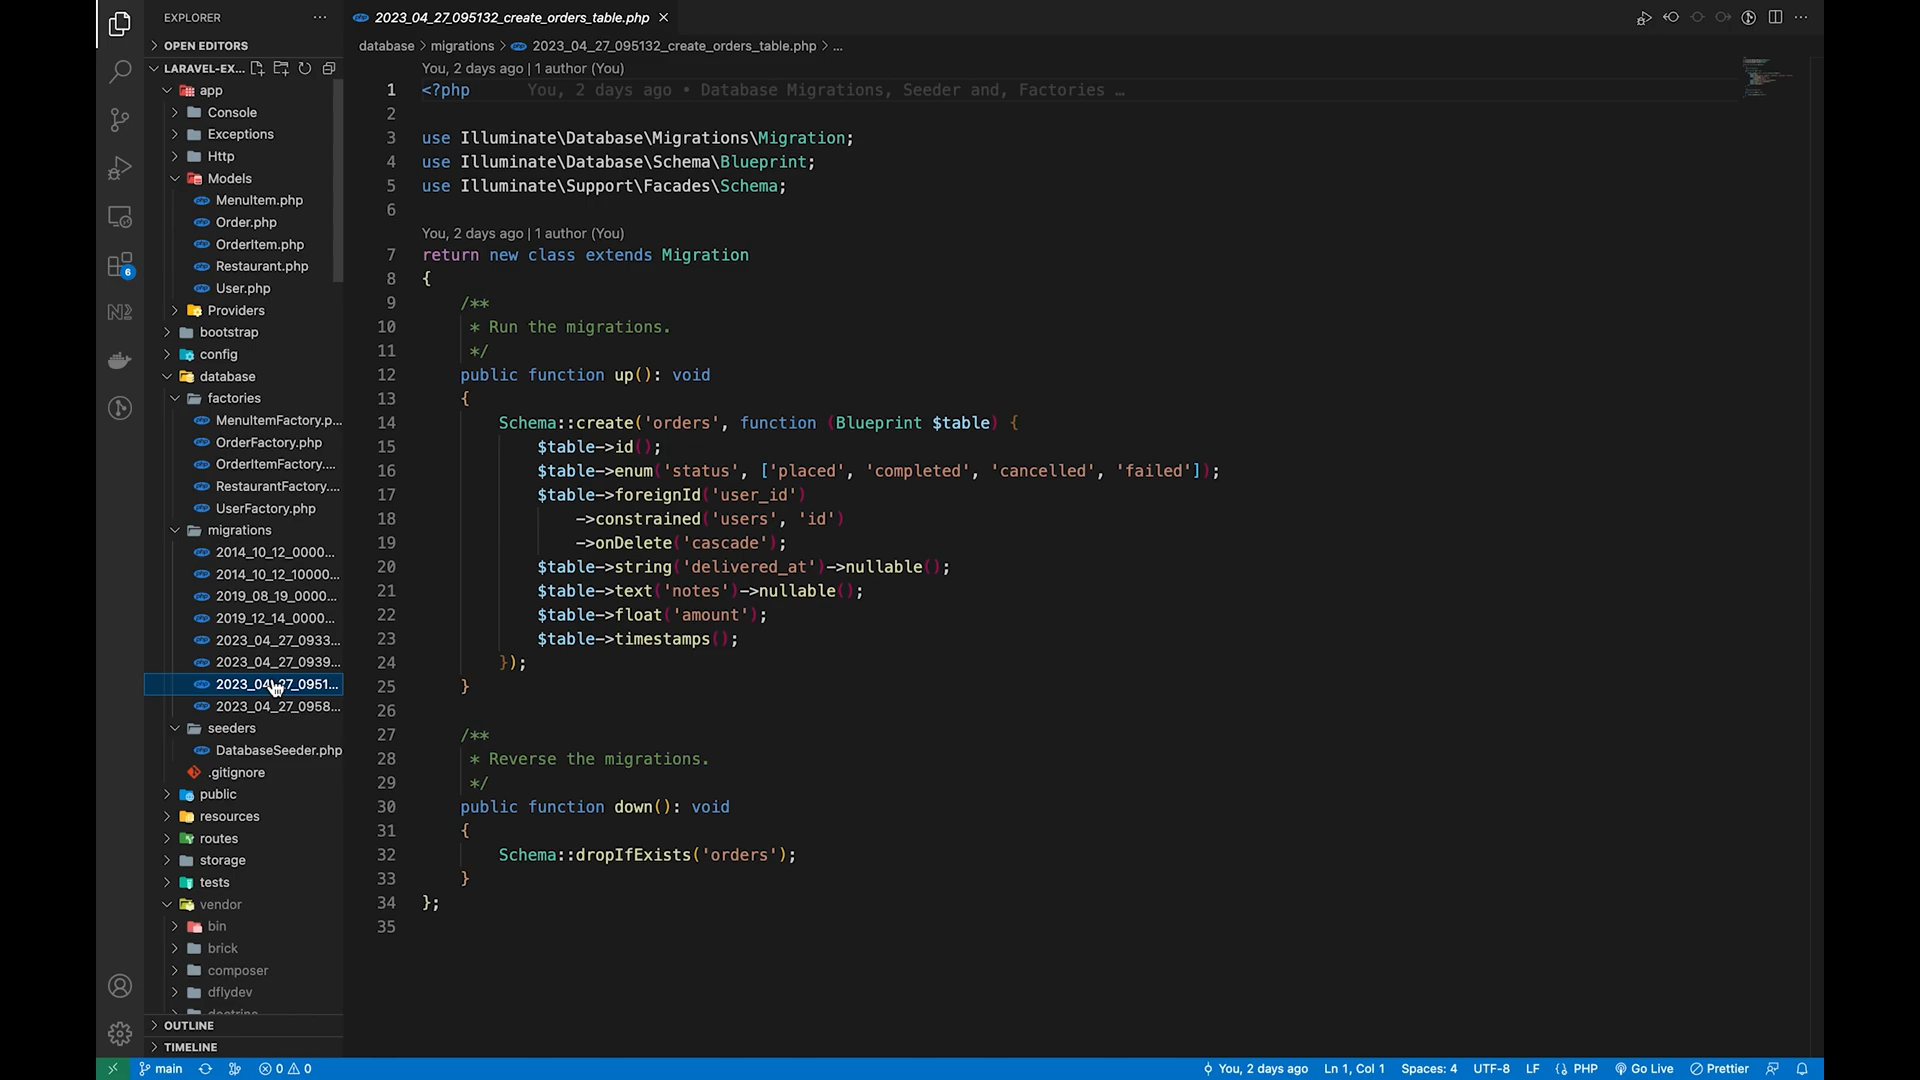 EXPLORER
OPEN EDITORS
LARAVEL-EX...
app
Console
Exceptions
Http
Models
MenuItem.php
Order.php
OrderItem.php
Restaurant.php
User.php
Providers
bootstrap
config
database
factories
MenuItemFactory.p...
OrderFactory.php
OrderItemFactory....
RestaurantFactory....
UserFactory.php
migrations
2014_10_12_0000...
2014_10_12_10000...
2019_08_19_0000...
2019_12_14_0000...
2023_04_27_0933...
2023_04_27_0939...
2023_04_27_0951...
2023_04_27_0958...
seeders
DatabaseSeeder.php
.gitignore
public
resources
routes
storage
tests
vendor
bin
brick
composer
dflydev
OUTLINE
TIMELINE
6
2023_04_27_095132_create_orders_table.php
database > migrations > 2023_04_27_095132_create_orders_table.php > ...
You, 2 days ago | 1 author (You)
1 <?php You, 2 days ago • Database Migrations, Seeder and, Factories …
2
3 use Illuminate\Database\Migrations\Migration;
4 use Illuminate\Database\Schema\Blueprint;
5 use Illuminate\Support\Facades\Schema;
6
You, 2 days ago | 1 author (You)
7 return new class extends Migration
8 {
9 /**
10 * Run the migrations.
11 */
12 public function up(): void
13 {
14 Schema::create('orders', function (Blueprint $table) {
15 $table->id();
16 $table->enum('status', ['placed', 'completed', 'cancelled', 'failed']);
17 $table->foreignId('user_id')
18 ->constrained('users', 'id')
19 ->onDelete('cascade');
20 $table->string('delivered_at')->nullable();
21 $table->text('notes')->nullable();
22 $table->float('amount');
23 $table->timestamps();
24 });
25 }
26
27 /**
28 * Reverse the migrations.
29 */
30 public function down(): void
31 {
32 Schema::dropIfExists('orders');
33 }
34 };
35
main 0 0 You, 2 days ago Ln 1, Col 1 Spaces: 4 UTF-8 LF PHP Go Live Prettier